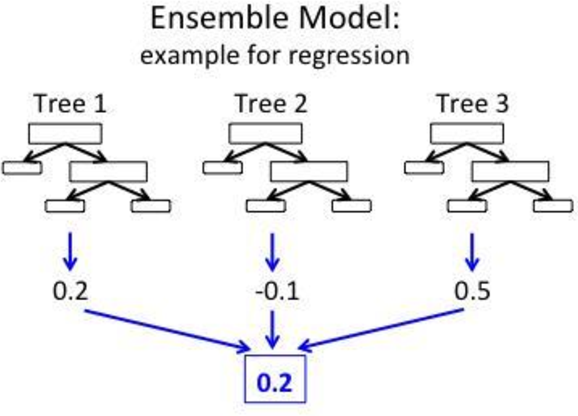 Ensemble Model:
example for regression
Tree 1 Tree 2 Tree 3
0.2 -0.1 0.5
0.2